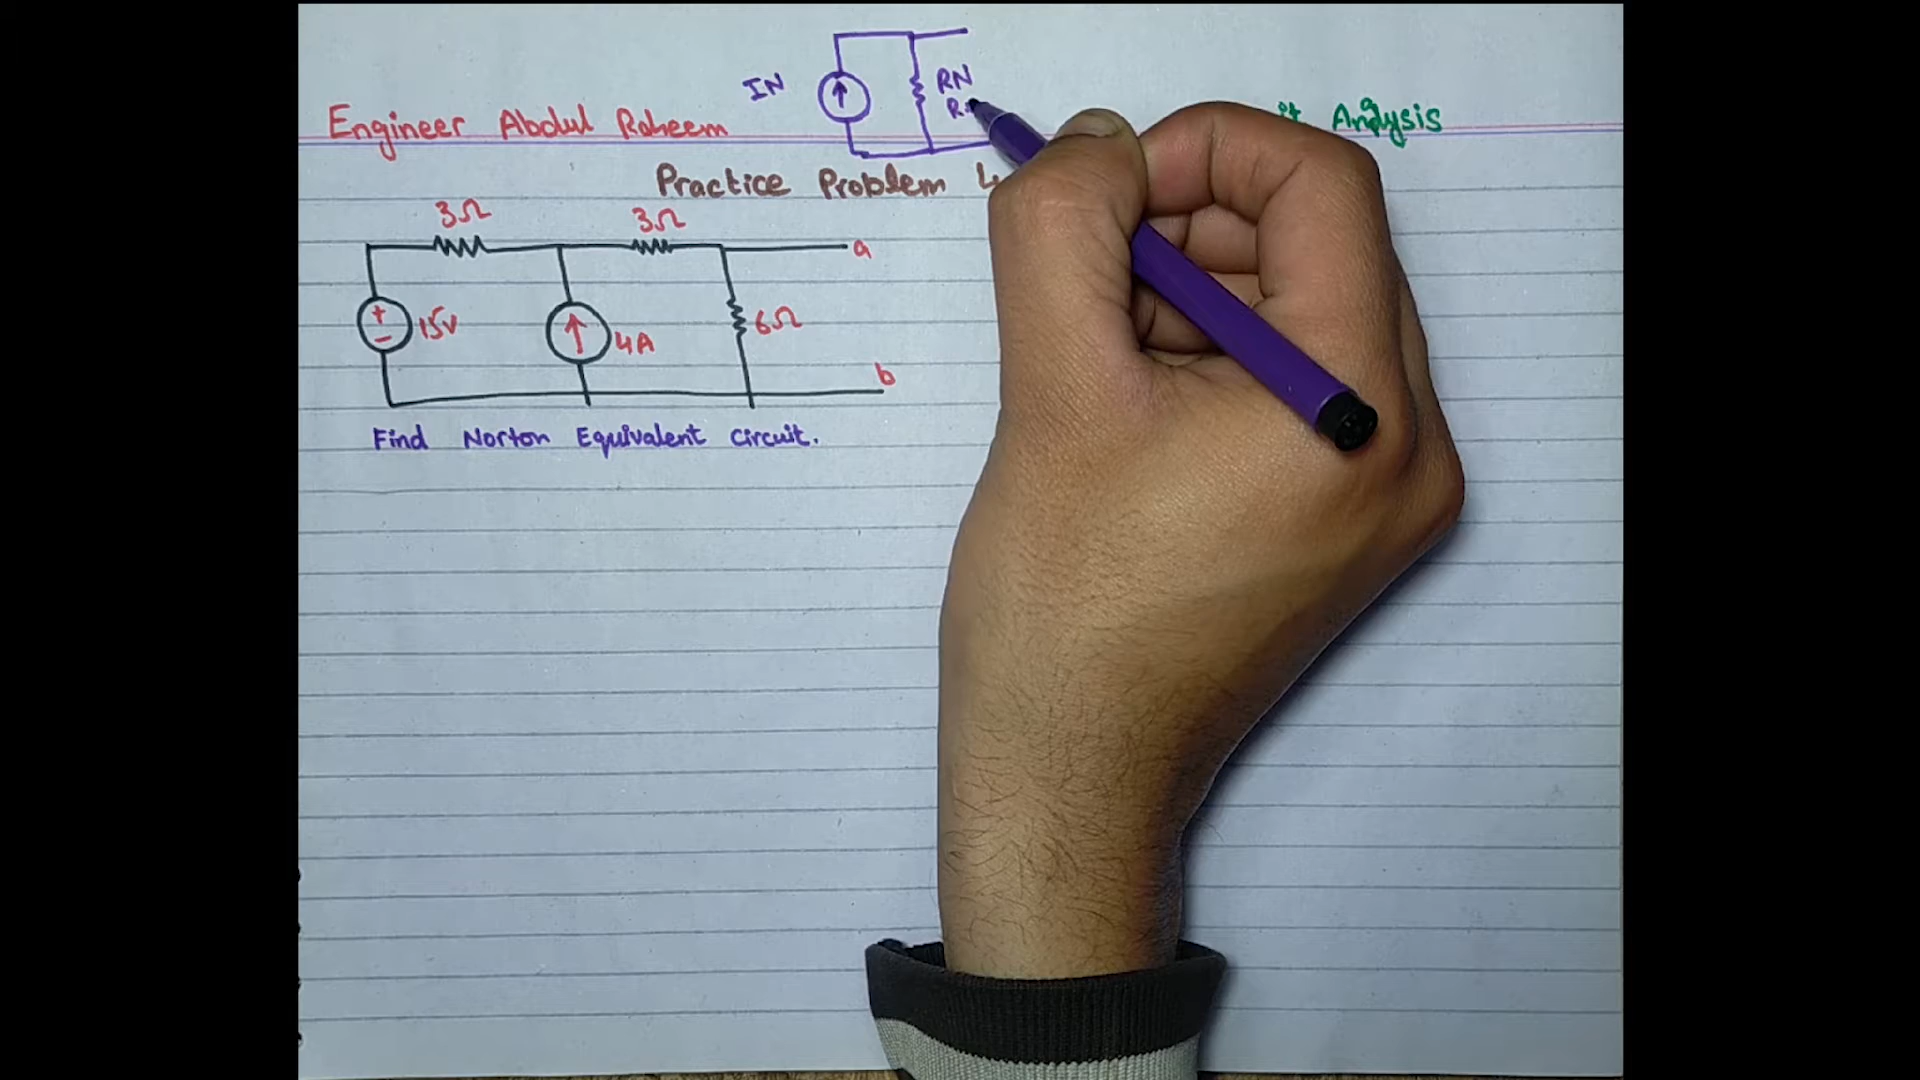 IN
RN
Engineer Abdul Raheem
Analysis
Practice Problem
3Ω
3Ω
a
+
−
15V
4A
6Ω
b
Find Norton Equivalent Circuit.